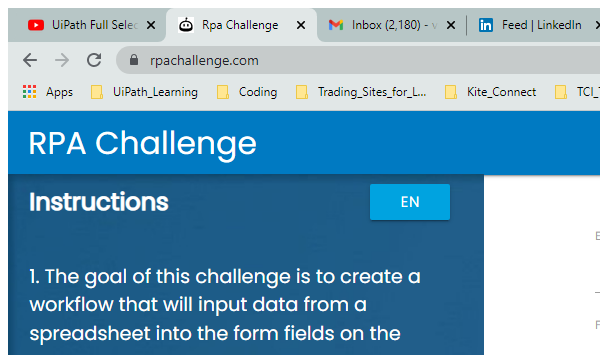 UiPath Full Selec
Rpa Challenge
Inbox (2,180) - v
Feed | LinkedIn
rpachallenge.com
Apps
UiPath_Learning
Coding
Trading_Sites_for_L...
Kite_Connect
TCI_
RPA Challenge
Instructions
EN
1. The goal of this challenge is to create a
workflow that will input data from a
spreadsheet into the form fields on the